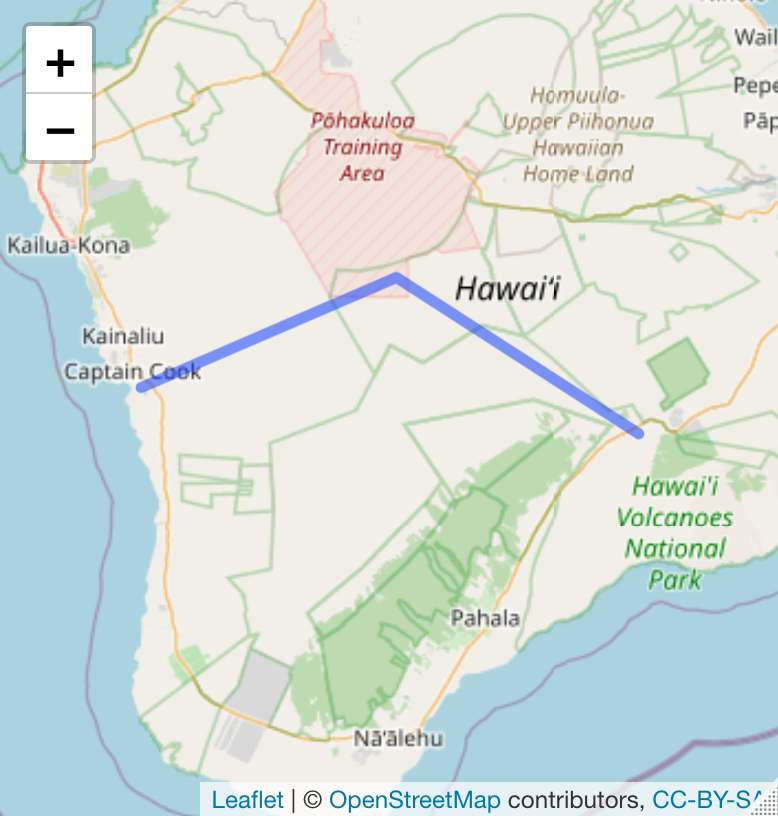 +
−
Wail
Pōhakuloa
Training
Area
Homuula-
Upper Piihonua
Hawaiian
Home Land
Pepe
Pāp
Kailua-Kona
Hawaiʻi
Kainaliu
Captain Cook
Hawai'i
Volcanoes
National
Park
Pahala
Nā'ālehu
Leaflet | © OpenStreetMap contributors, CC-BY-SA